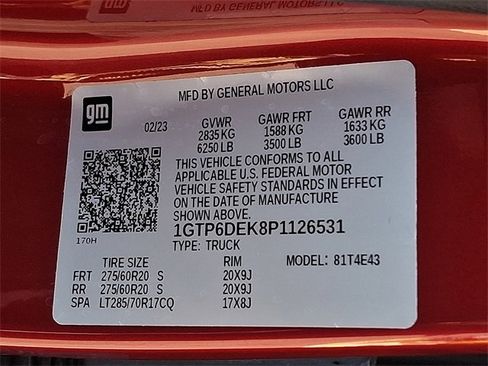 MFD BY GENERAL MOTORS LLC
gm
02/23
GVWR GAWR FRT GAWR RR
2835 KG 1588 KG 1633 KG
6250 LB 3500 LB 3600 LB
THIS VEHICLE CONFORMS TO ALL
APPLICABLE U.S. FEDERAL MOTOR
VEHICLE SAFETY STANDARDS IN EFFECT
ON THE DATE OF MANUFACTURE
SHOWN ABOVE.
170H
1GTP6DEK8P1126531
TYPE: TRUCK
TIRE SIZE RIM MODEL: 81T4E43
FRT 275/60R20 S 20X9J
RR 275/60R20 S 20X9J
SPA LT285/70R17CQ 17X8J